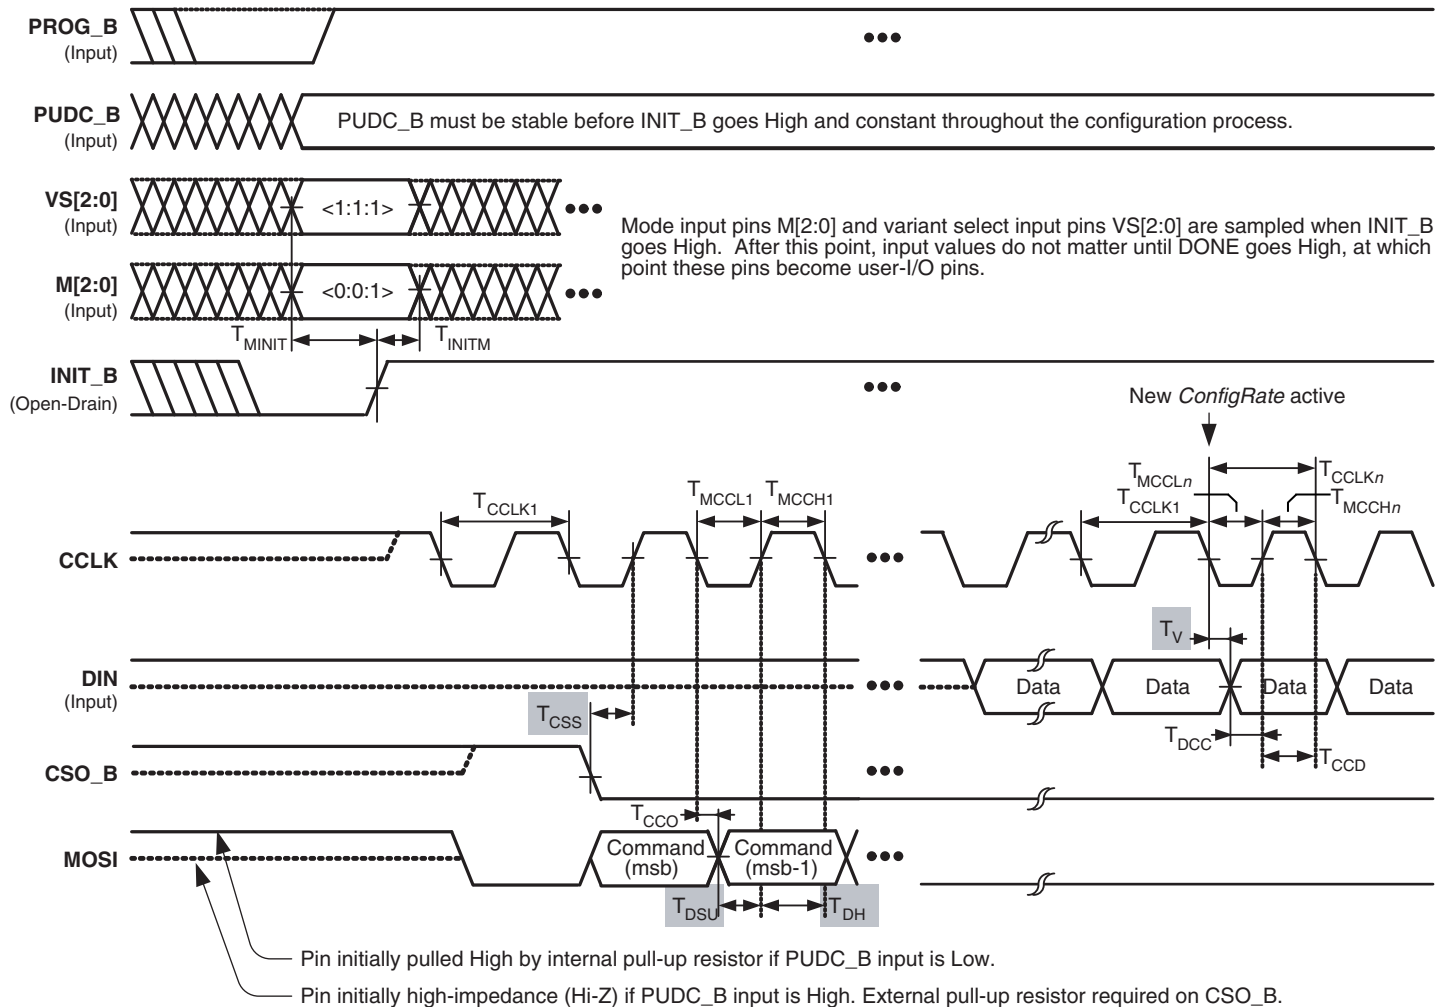 PROG_B
(Input)
PUDC_B
(Input)
PUDC_B must be stable before INIT_B goes High and constant throughout the configuration process.
VS[2:0]
(Input)
<1:1:1>
Mode input pins M[2:0] and variant select input pins VS[2:0] are sampled when INIT_B
goes High. After this point, input values do not matter until DONE goes High, at which
point these pins become user-I/O pins.
M[2:0]
(Input)
<0:0:1>
TMINIT
TINITM
INIT_B
(Open-Drain)
New ConfigRate active
TCCLK1
TMCCL1
TMCCH1
TMCCLn
TCCLK1
TCCLKn
TMCCHn
CCLK
TV
DIN
(Input)
Data
Data
Data
Data
TCSS
TDCC
TCCD
CSO_B
TCCO
MOSI
Command
(msb)
Command
(msb-1)
TDSU
TDH
Pin initially pulled High by internal pull-up resistor if PUDC_B input is Low.
Pin initially high-impedance (Hi-Z) if PUDC_B input is High. External pull-up resistor required on CSO_B.